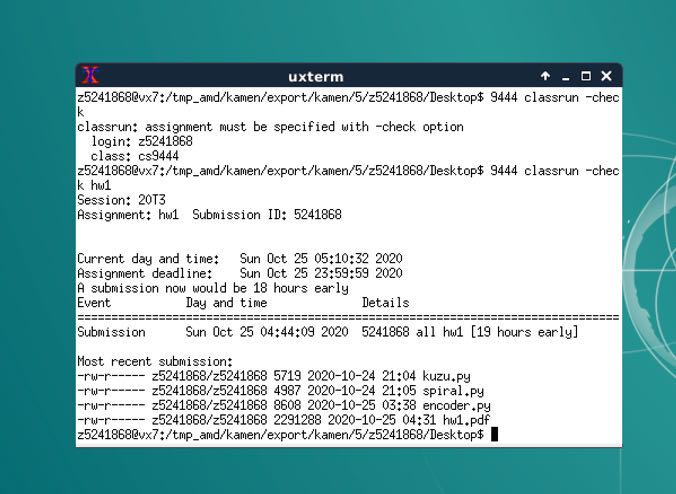 uxterm
z5241868@vx7:/tmp_amd/kamen/export/kamen/5/z5241868/Desktop$ 9444 classrun -chec
k
classrun: assignment must be specified with -check option
  login: z5241868
  class: cs9444
z5241868@vx7:/tmp_amd/kamen/export/kamen/5/z5241868/Desktop$ 9444 classrun -chec
k hw1
Session: 20T3
Assignment: hw1  Submission ID: 5241868
Current day and time:   Sun Oct 25 05:10:32 2020
Assignment deadline:    Sun Oct 25 23:59:59 2020
A submission now would be 18 hours early
Event           Day and time              Details
================================================================================
Submission      Sun Oct 25 04:44:09 2020  5241868 all hw1 [19 hours early]
Most recent submission:
-rw-r----- z5241868/z5241868 5719 2020-10-24 21:04 kuzu.py
-rw-r----- z5241868/z5241868 4987 2020-10-24 21:05 spiral.py
-rw-r----- z5241868/z5241868 8608 2020-10-25 03:38 encoder.py
-rw-r----- z5241868/z5241868 2291288 2020-10-25 04:31 hw1.pdf
z5241868@vx7:/tmp_amd/kamen/export/kamen/5/z5241868/Desktop$